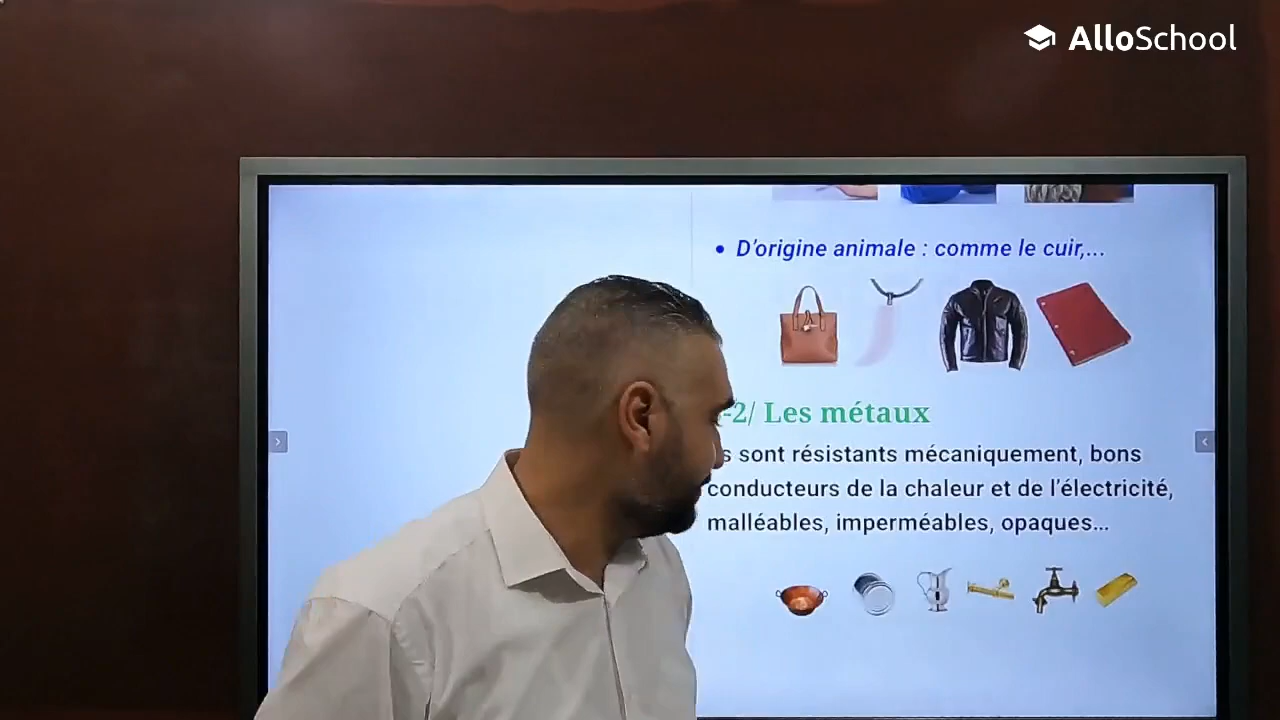 AlloSchool
• D'origine animale : comme le cuir,...
-2/ Les métaux
s sont résistants mécaniquement, bons
conducteurs de la chaleur et de l'électricité,
malléables, imperméables, opaques...